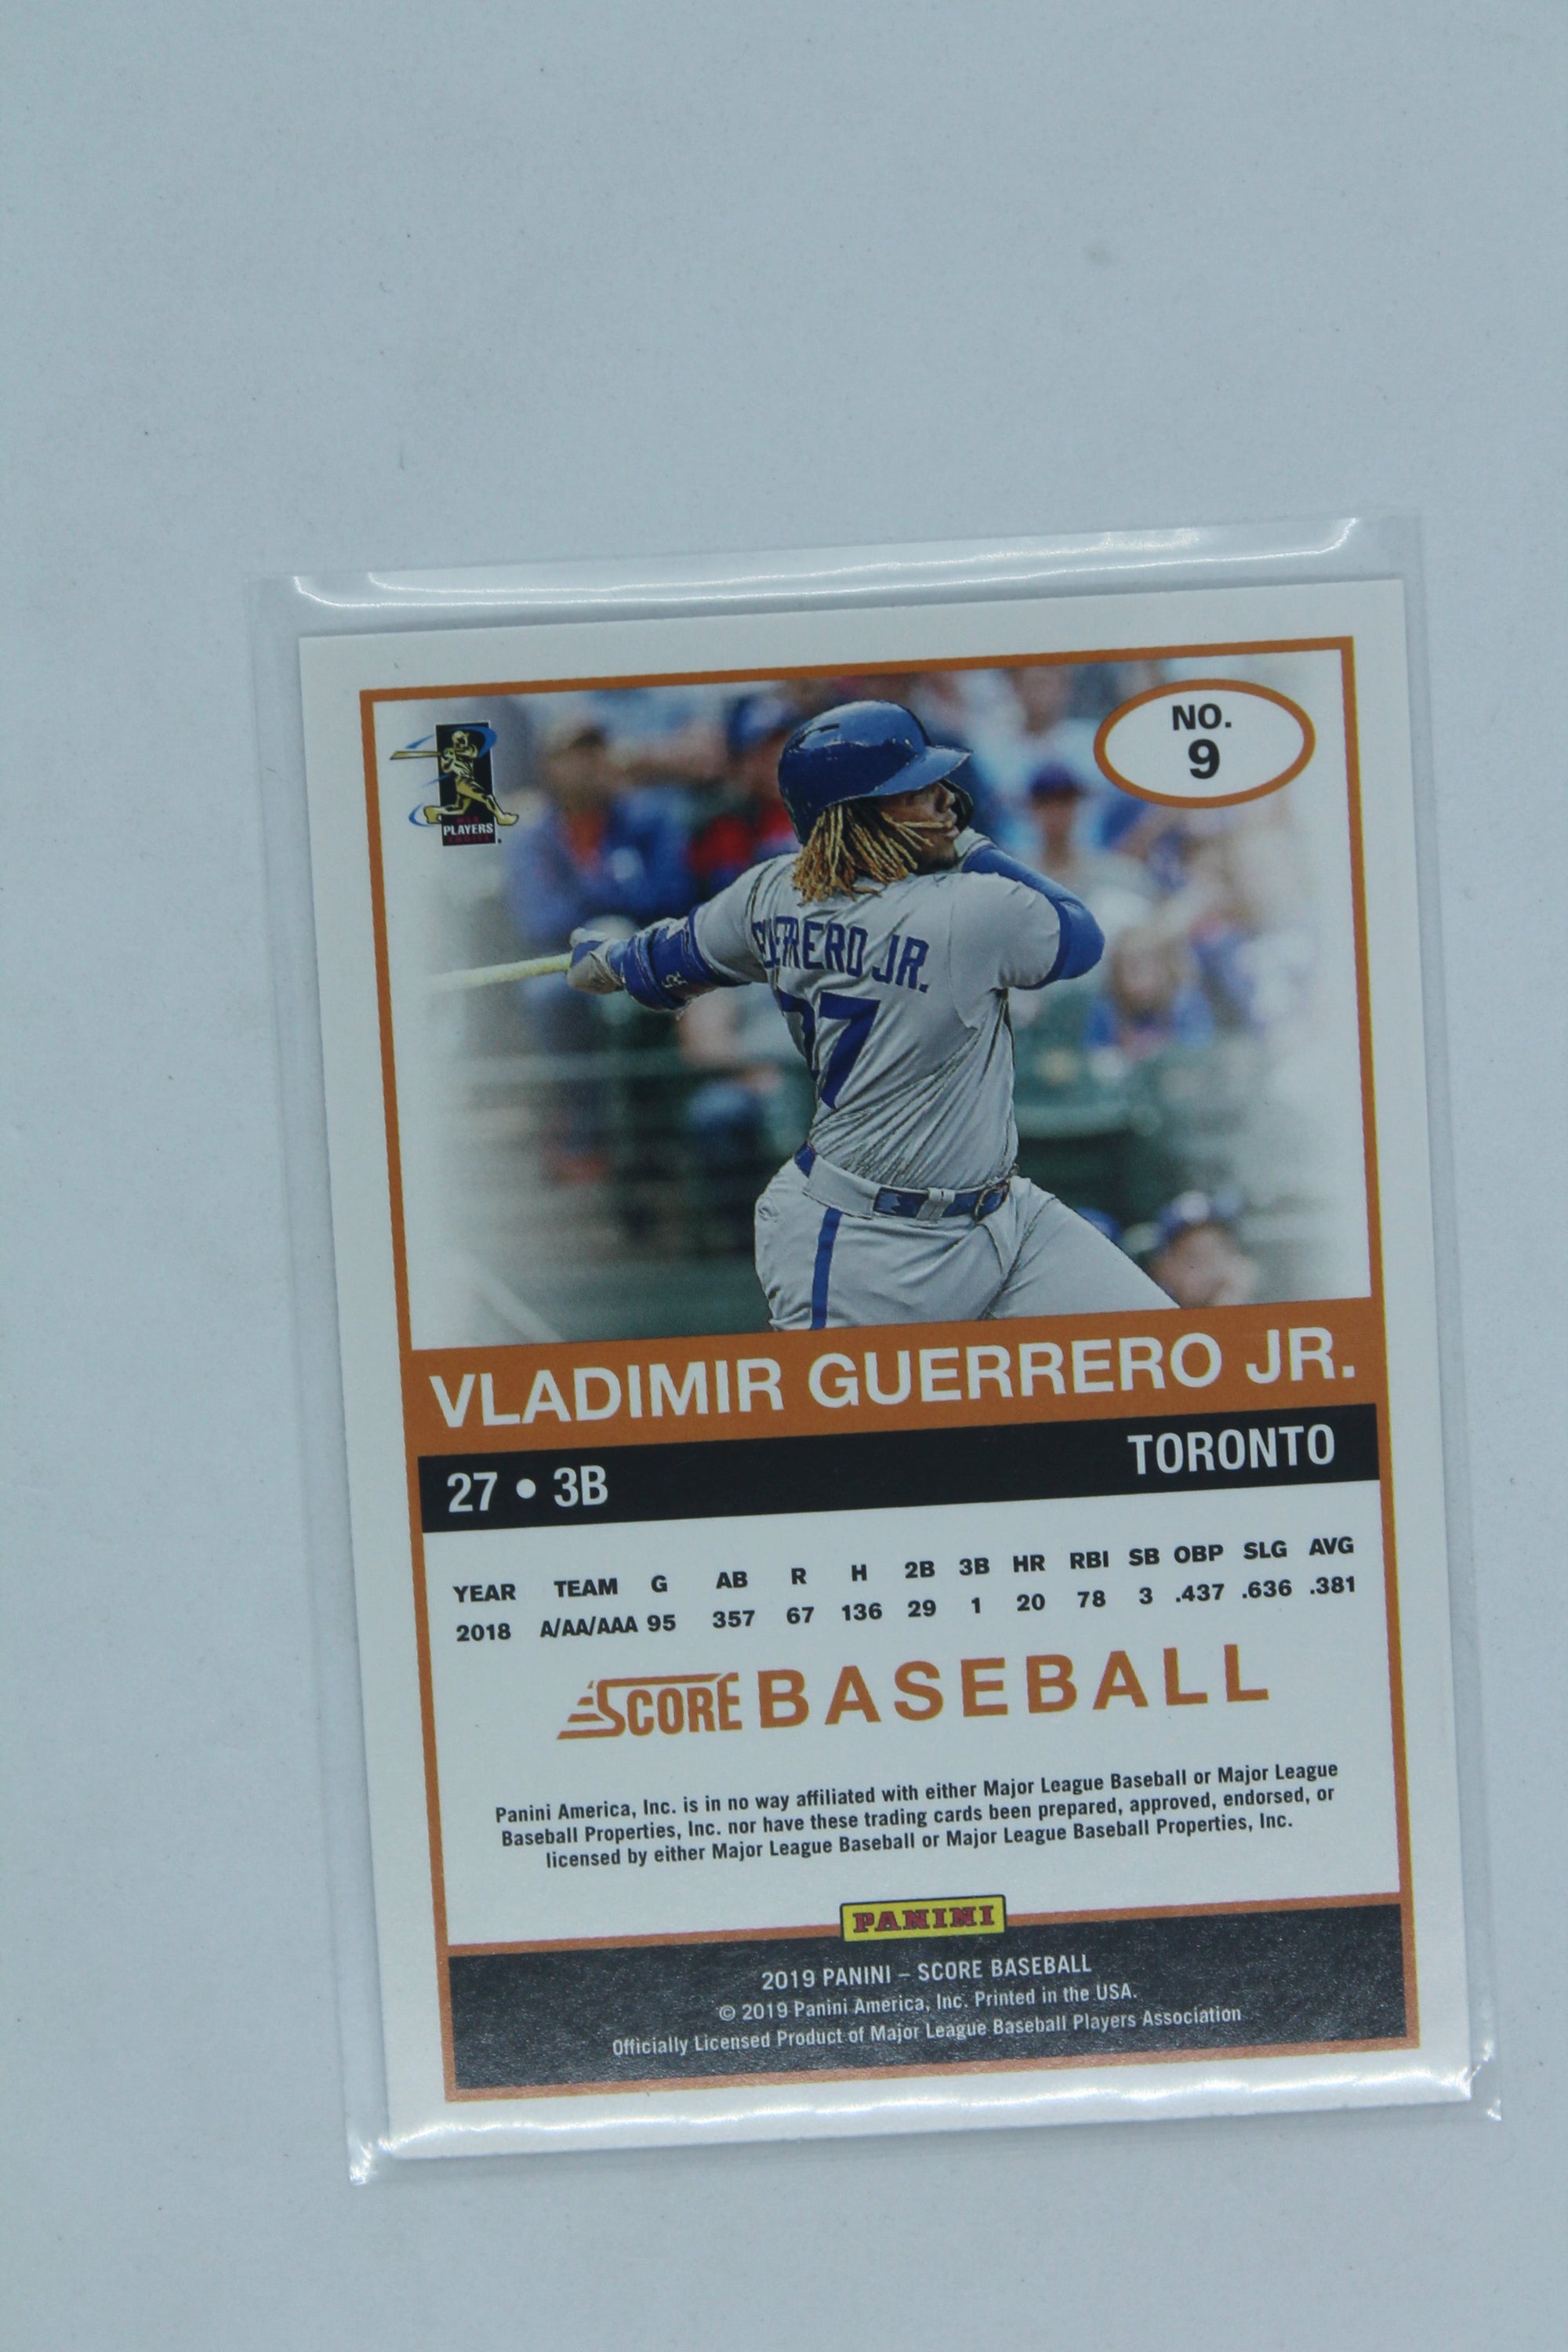 NO.
9
PLAYERS
GUERRERO JR.
27
VLADIMIR GUERRERO JR.
27 • 3B TORONTO
YEAR TEAM G AB R H 2B 3B HR RBI SB OBP SLG AVG
2018 A/AA/AAA 95 357 67 136 29 1 20 78 3 .437 .636 .381
SCORE BASEBALL
Panini America, Inc. is in no way affiliated with either Major League Baseball or Major League
Baseball Properties, Inc. nor have these trading cards been prepared, approved, endorsed, or
licensed by either Major League Baseball or Major League Baseball Properties, Inc.
PANINI
2019 PANINI – SCORE BASEBALL
© 2019 Panini America, Inc. Printed in the USA.
Officially Licensed Product of Major League Baseball Players Association